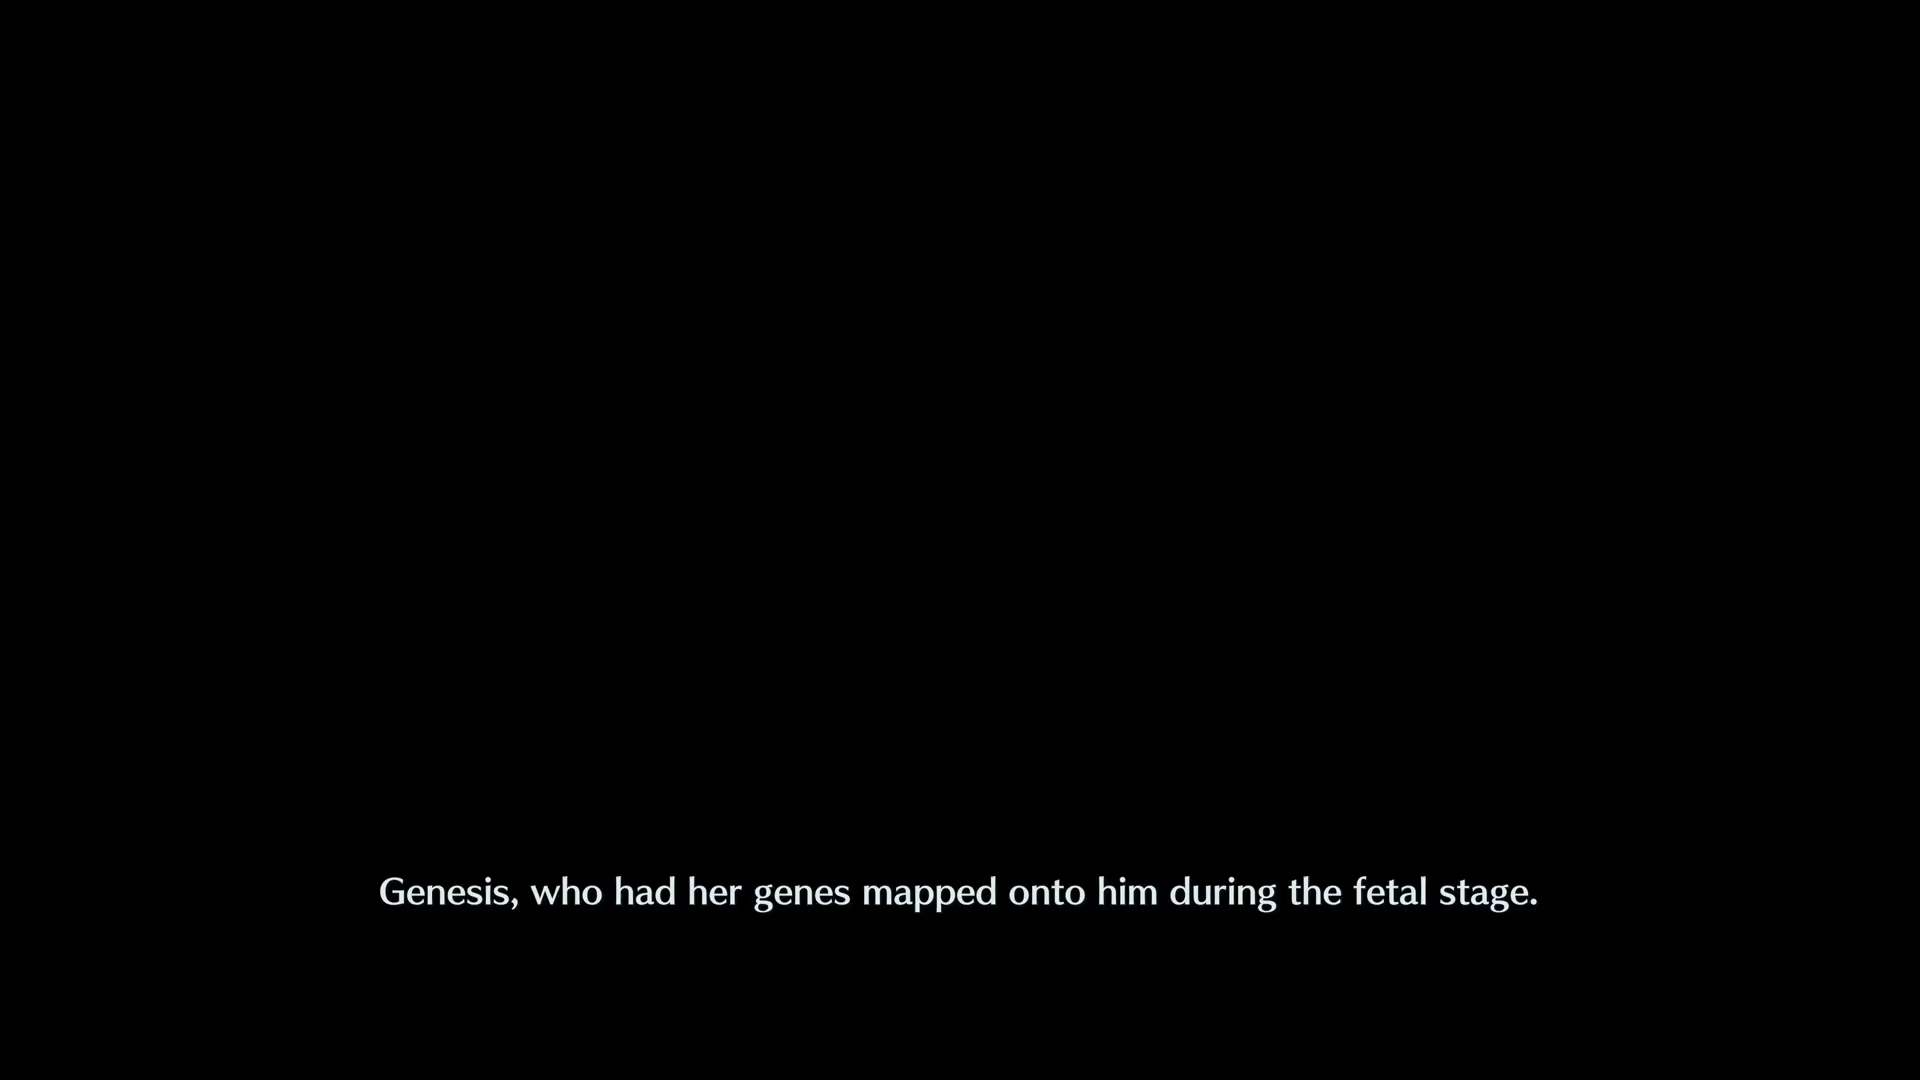 Genesis, who had her genes mapped onto him during the fetal stage.